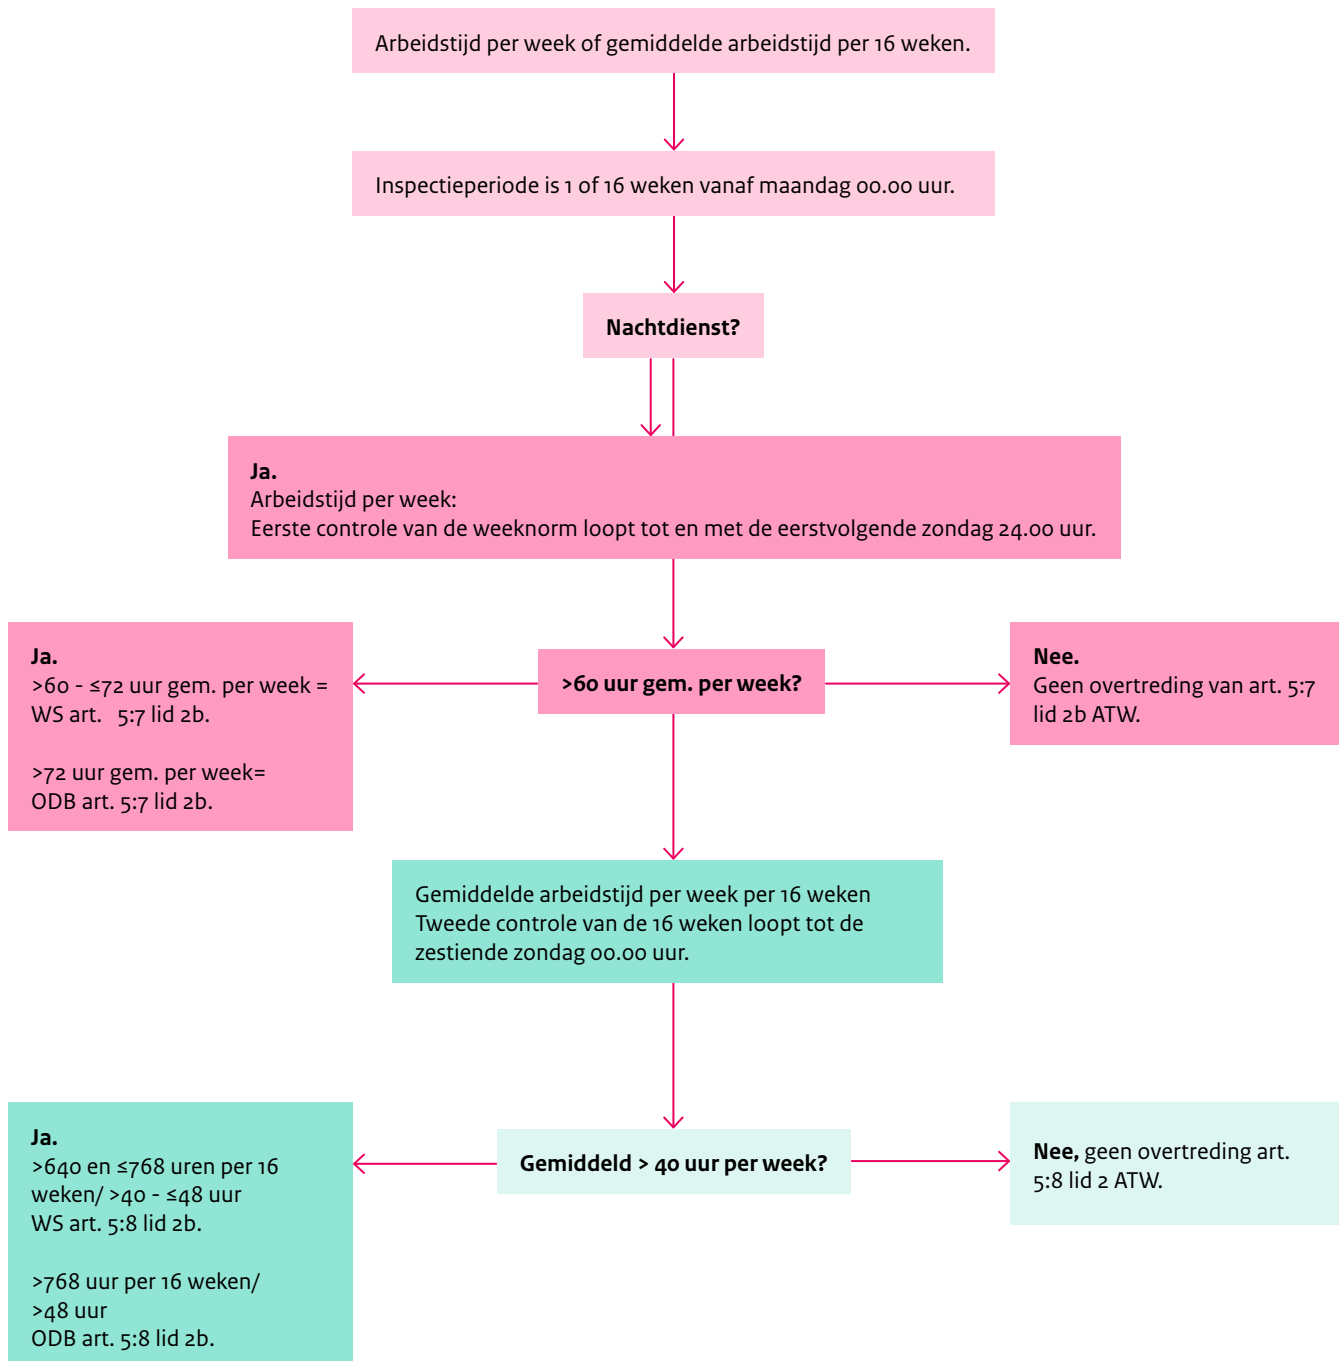 Arbeidstijd per week of gemiddelde arbeidstijd per 16 weken.
Inspectieperiode is 1 of 16 weken vanaf maandag 00.00 uur.
Nachtdienst?
Ja.
Arbeidstijd per week:
Eerste controle van de weeknorm loopt tot en met de eerstvolgende zondag 24.00 uur.
Ja.
>60 - ≤72 uur gem. per week =
WS art. 5:7 lid 2b.
>72 uur gem. per week=
ODB art. 5:7 lid 2b.
>60 uur gem. per week?
Nee.
Geen overtreding van art. 5:7
lid 2b ATW.
Gemiddelde arbeidstijd per week per 16 weken
Tweede controle van de 16 weken loopt tot de
zestiende zondag 00.00 uur.
Ja.
>640 en ≤768 uren per 16
weken/ >40 - ≤48 uur
WS art. 5:8 lid 2b.
>768 uur per 16 weken/
>48 uur
ODB art. 5:8 lid 2b.
Gemiddeld > 40 uur per week?
Nee, geen overtreding art.
5:8 lid 2 ATW.